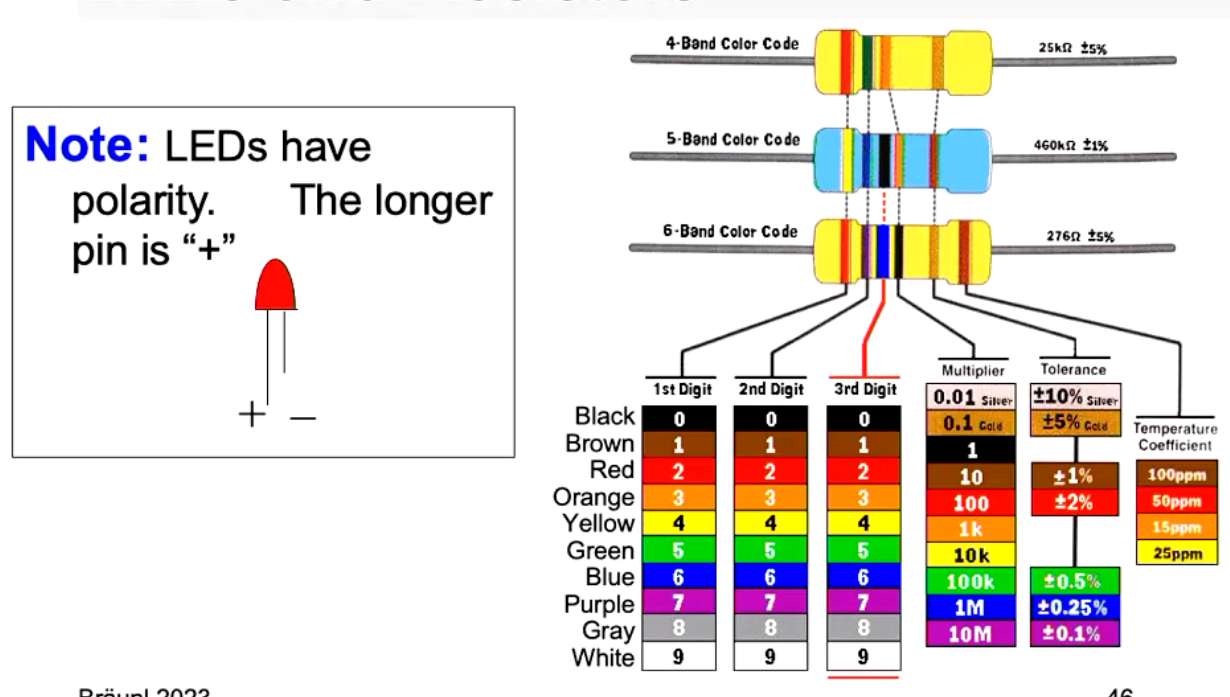 Note: LEDs have
polarity. The longer
pin is “+”
+ –
4-Band Color Code
25kΩ ±5%
5-Band Color Code
460kΩ ±1%
6-Band Color Code
276Ω ±5%
1st Digit 2nd Digit 3rd Digit Multiplier Tolerance
Temperature
Coefficient
0.01 Silver ±10% Silver
0.1 Gold ±5% Gold
Black 0 0 0 1
Brown 1 1 1 10 ±1% 100ppm
Red 2 2 2 100 ±2% 50ppm
Orange 3 3 3 1k 15ppm
Yellow 4 4 4 10k 25ppm
Green 5 5 5 100k ±0.5%
Blue 6 6 6 1M ±0.25%
Purple 7 7 7 10M ±0.1%
Gray 8 8 8
White 9 9 9
Bräunl 2023
46